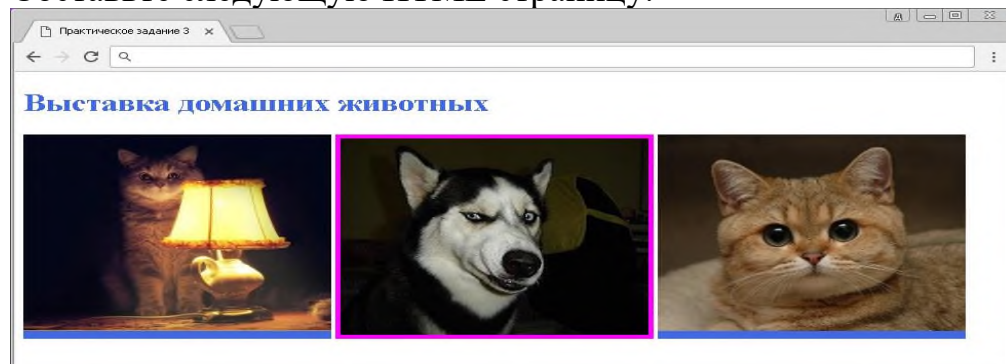 Составьте следующую HTML страницу:
Практическое задание 3
Выставка домашних животных